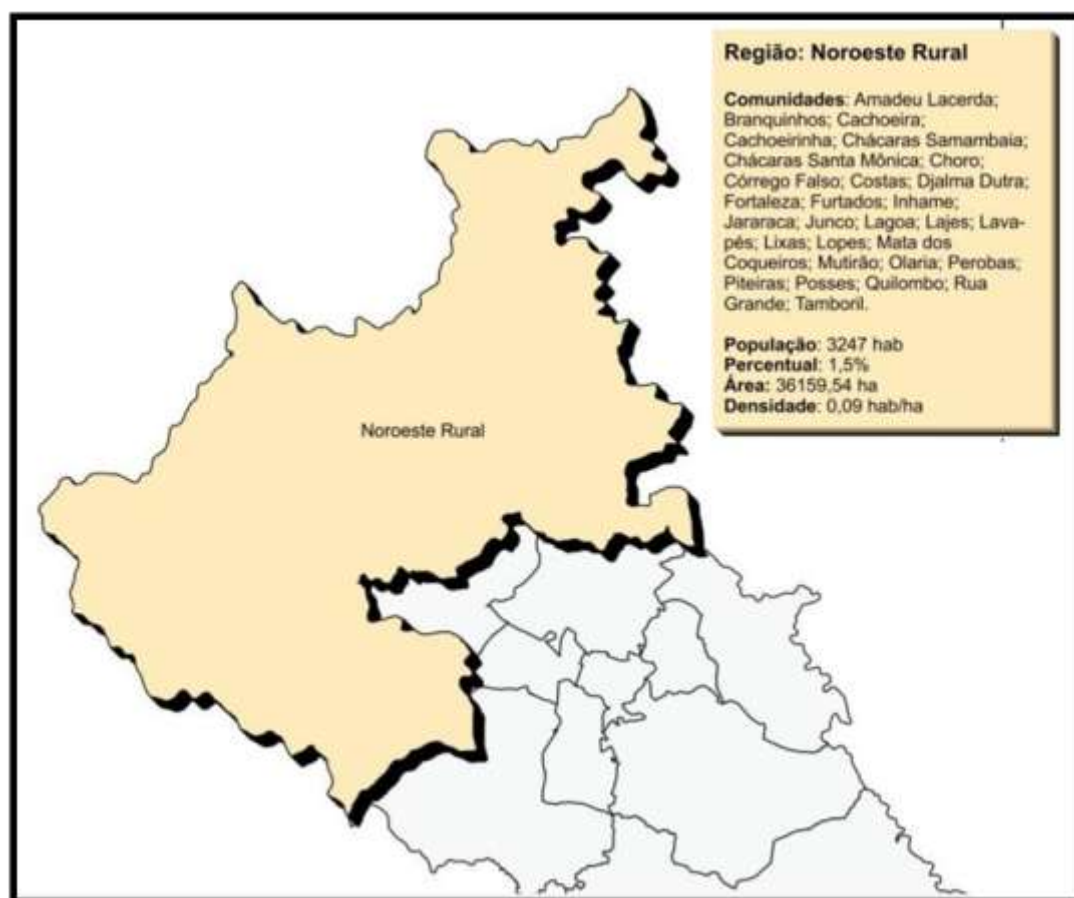 Região: Noroeste Rural
Comunidades: Amadeu Lacerda;
Branquinhos; Cachoeira;
Cachoeirinha; Chácaras Samambaia;
Chácaras Santa Mônica; Choro;
Córrego Falso; Costas; Djalma Dutra;
Fortaleza; Furtados; Inhame;
Jararaca; Junco; Lagoa; Lajes; Lava-
pés; Lixas; Lopes; Mata dos
Coqueiros; Mutirão; Olaria; Perobas;
Piteiras; Posses; Quilombo; Rua
Grande; Tamboril.
População: 3247 hab
Percentual: 1,5%
Área: 36159,54 ha
Densidade: 0,09 hab/ha
Noroeste Rural